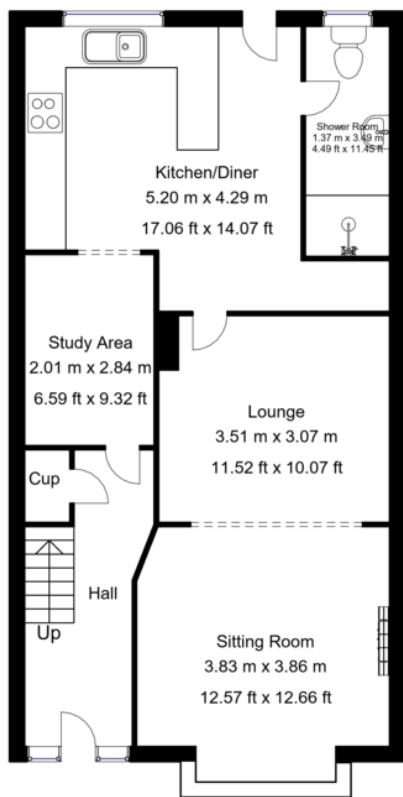 Shower Room
1.37 m x 3.49 m
4.49 ft x 11.45 ft
Kitchen/Diner
5.20 m x 4.29 m
17.06 ft x 14.07 ft
Study Area
2.01 m x 2.84 m
6.59 ft x 9.32 ft
Lounge
3.51 m x 3.07 m
11.52 ft x 10.07 ft
Cup
Hall
Up
Sitting Room
3.83 m x 3.86 m
12.57 ft x 12.66 ft